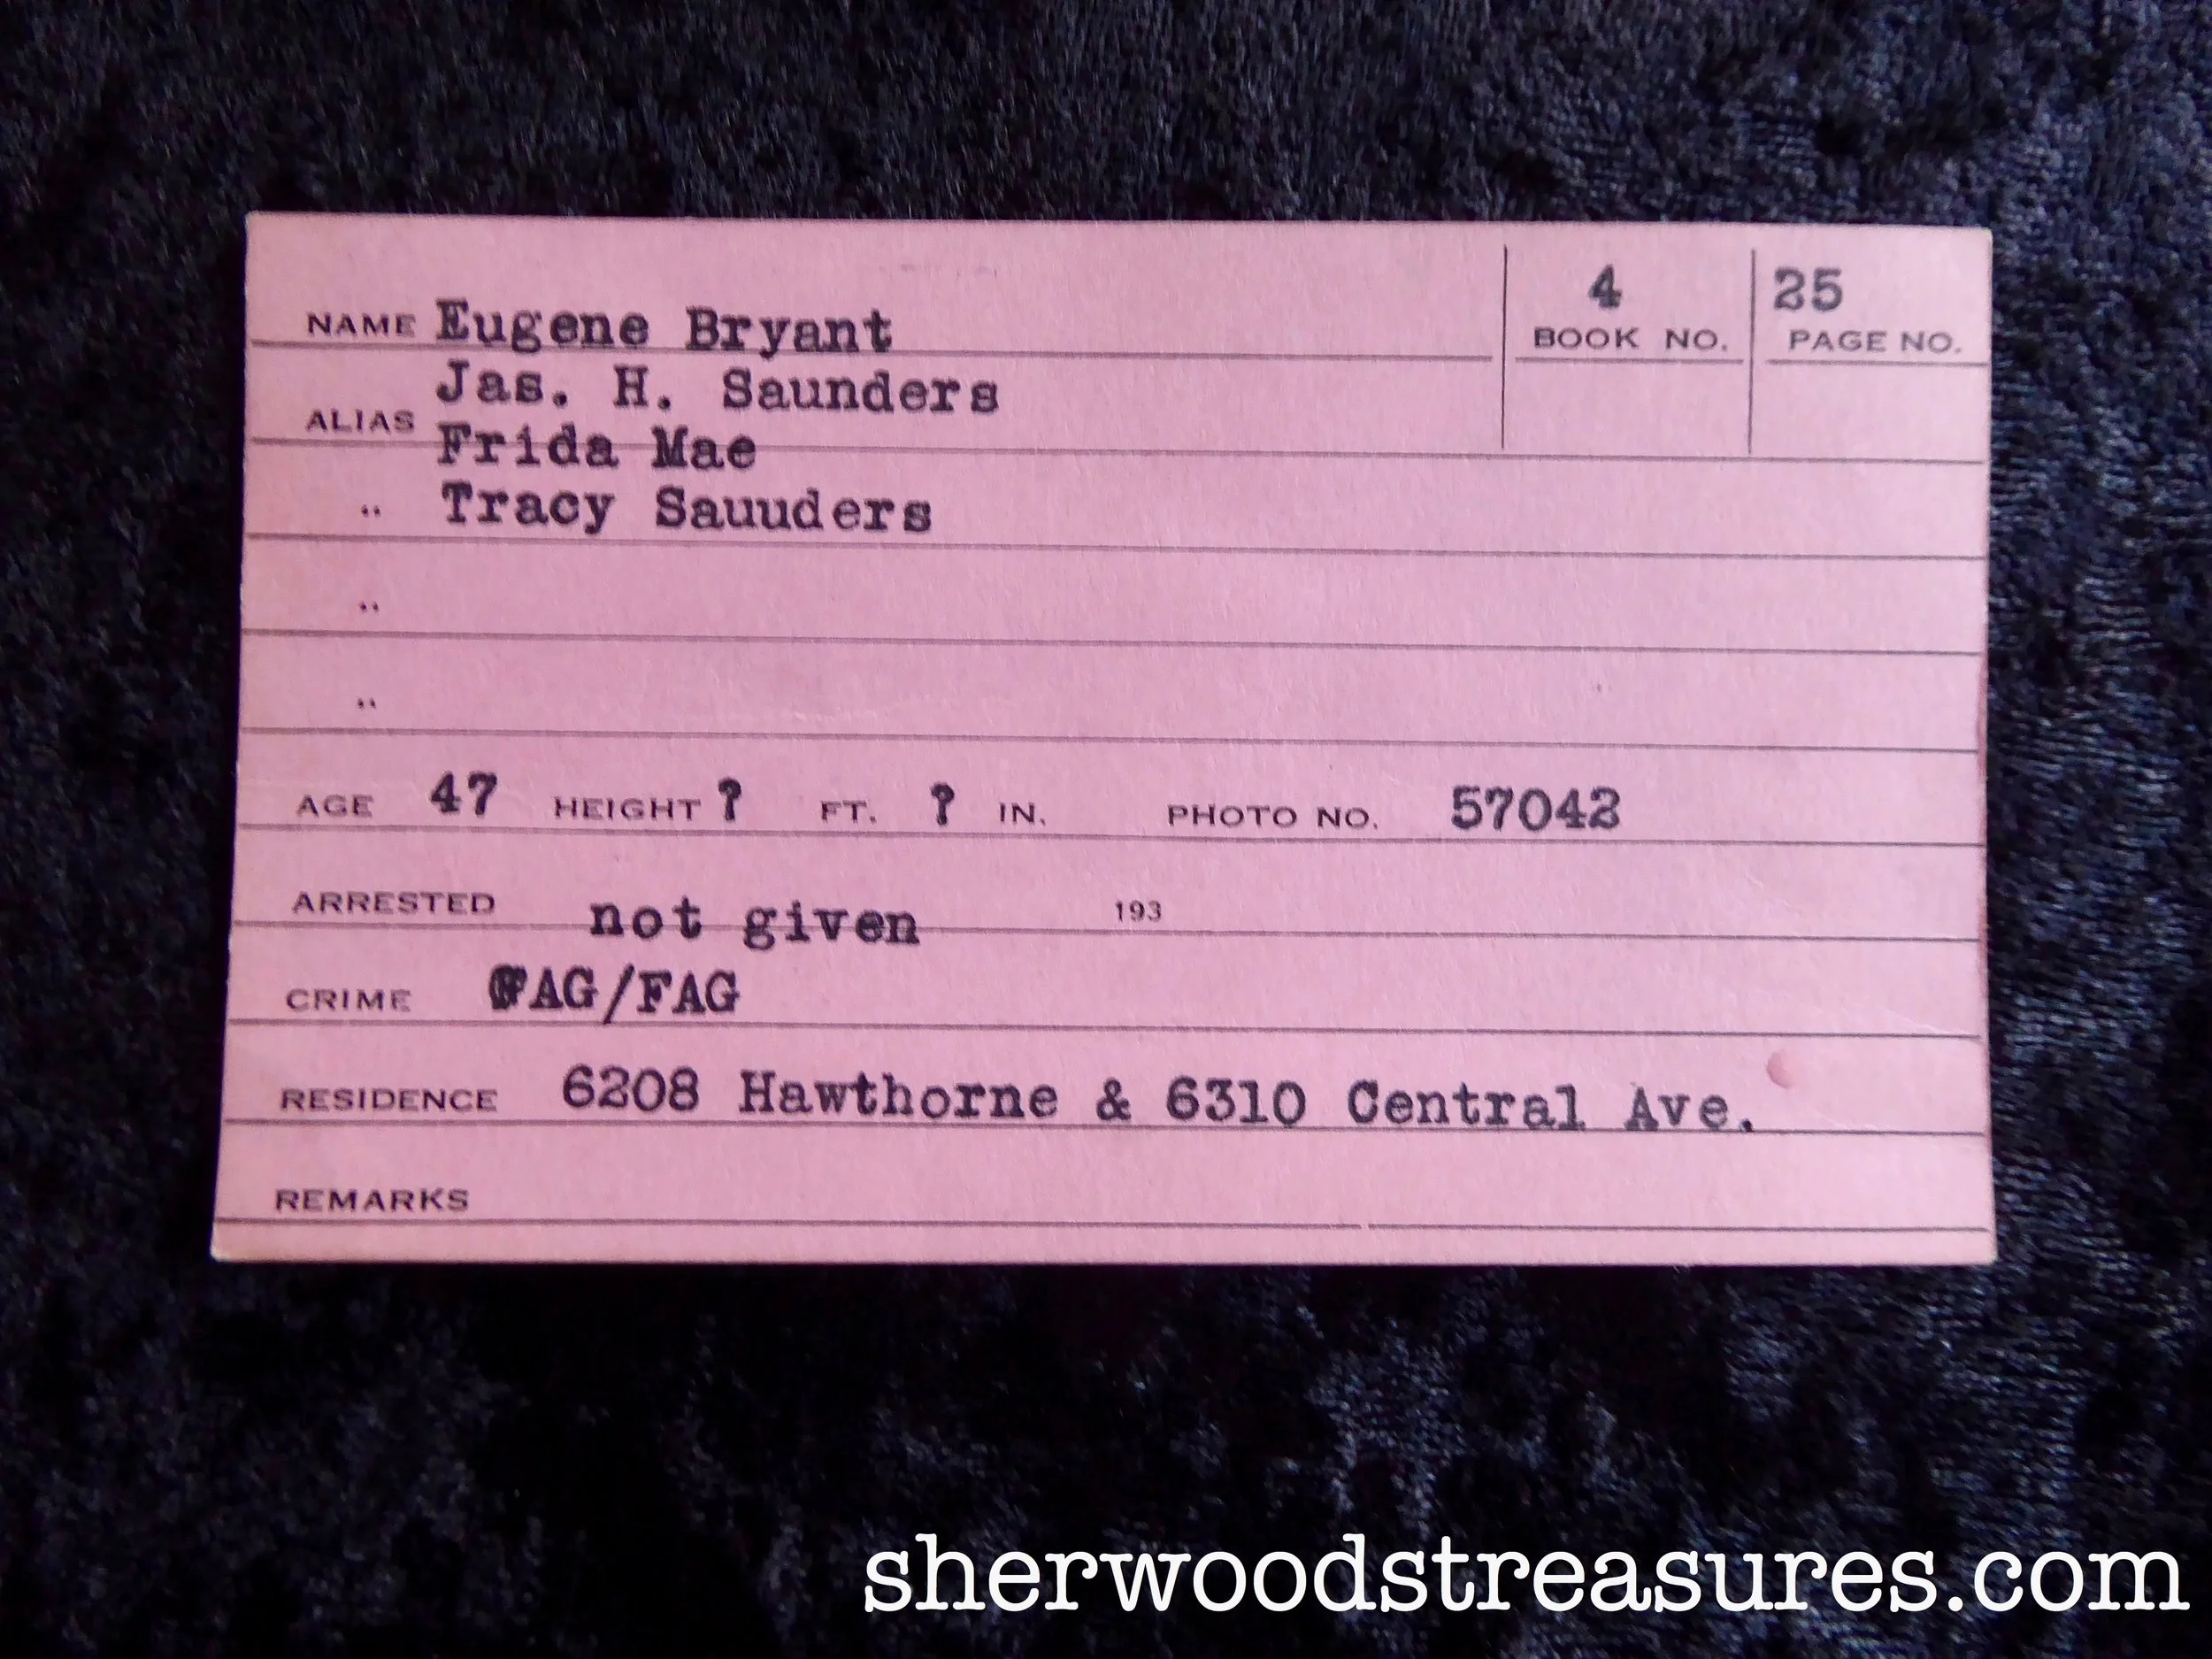 4 25
NAME Eugene Bryant BOOK NO. PAGE NO.
Jas. H. Saunders
ALIAS
Frida Mae
.. Tracy Sauuders
..
..
AGE 47 HEIGHT ? FT. ? IN. PHOTO NO. 57042
ARRESTED not given 193
CRIME FAG/FAG
RESIDENCE 6208 Hawthorne & 6310 Central Ave.
REMARKS
sherwoodstreasures.com